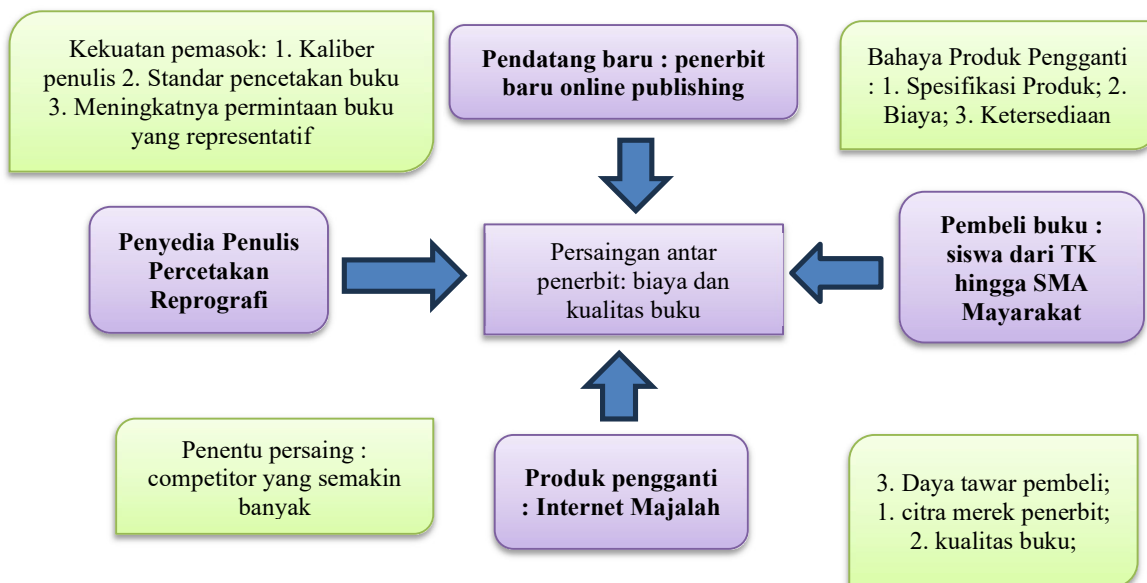 Kekuatan pemasok: 1. Kaliber
penulis 2. Standar pencetakan buku
3. Meningkatnya permintaan buku
yang representatif
Pendatang baru : penerbit
baru online publishing
Bahaya Produk Pengganti
: 1. Spesifikasi Produk; 2.
Biaya; 3. Ketersediaan
Penyedia Penulis
Percetakan
Reprografi
Persaingan antar
penerbit: biaya dan
kualitas buku
Pembeli buku :
siswa dari TK
hingga SMA
Mayarakat
Penentu persaing :
competitor yang semakin
banyak
Produk pengganti
: Internet Majalah
3. Daya tawar pembeli;
1. citra merek penerbit;
2. kualitas buku;